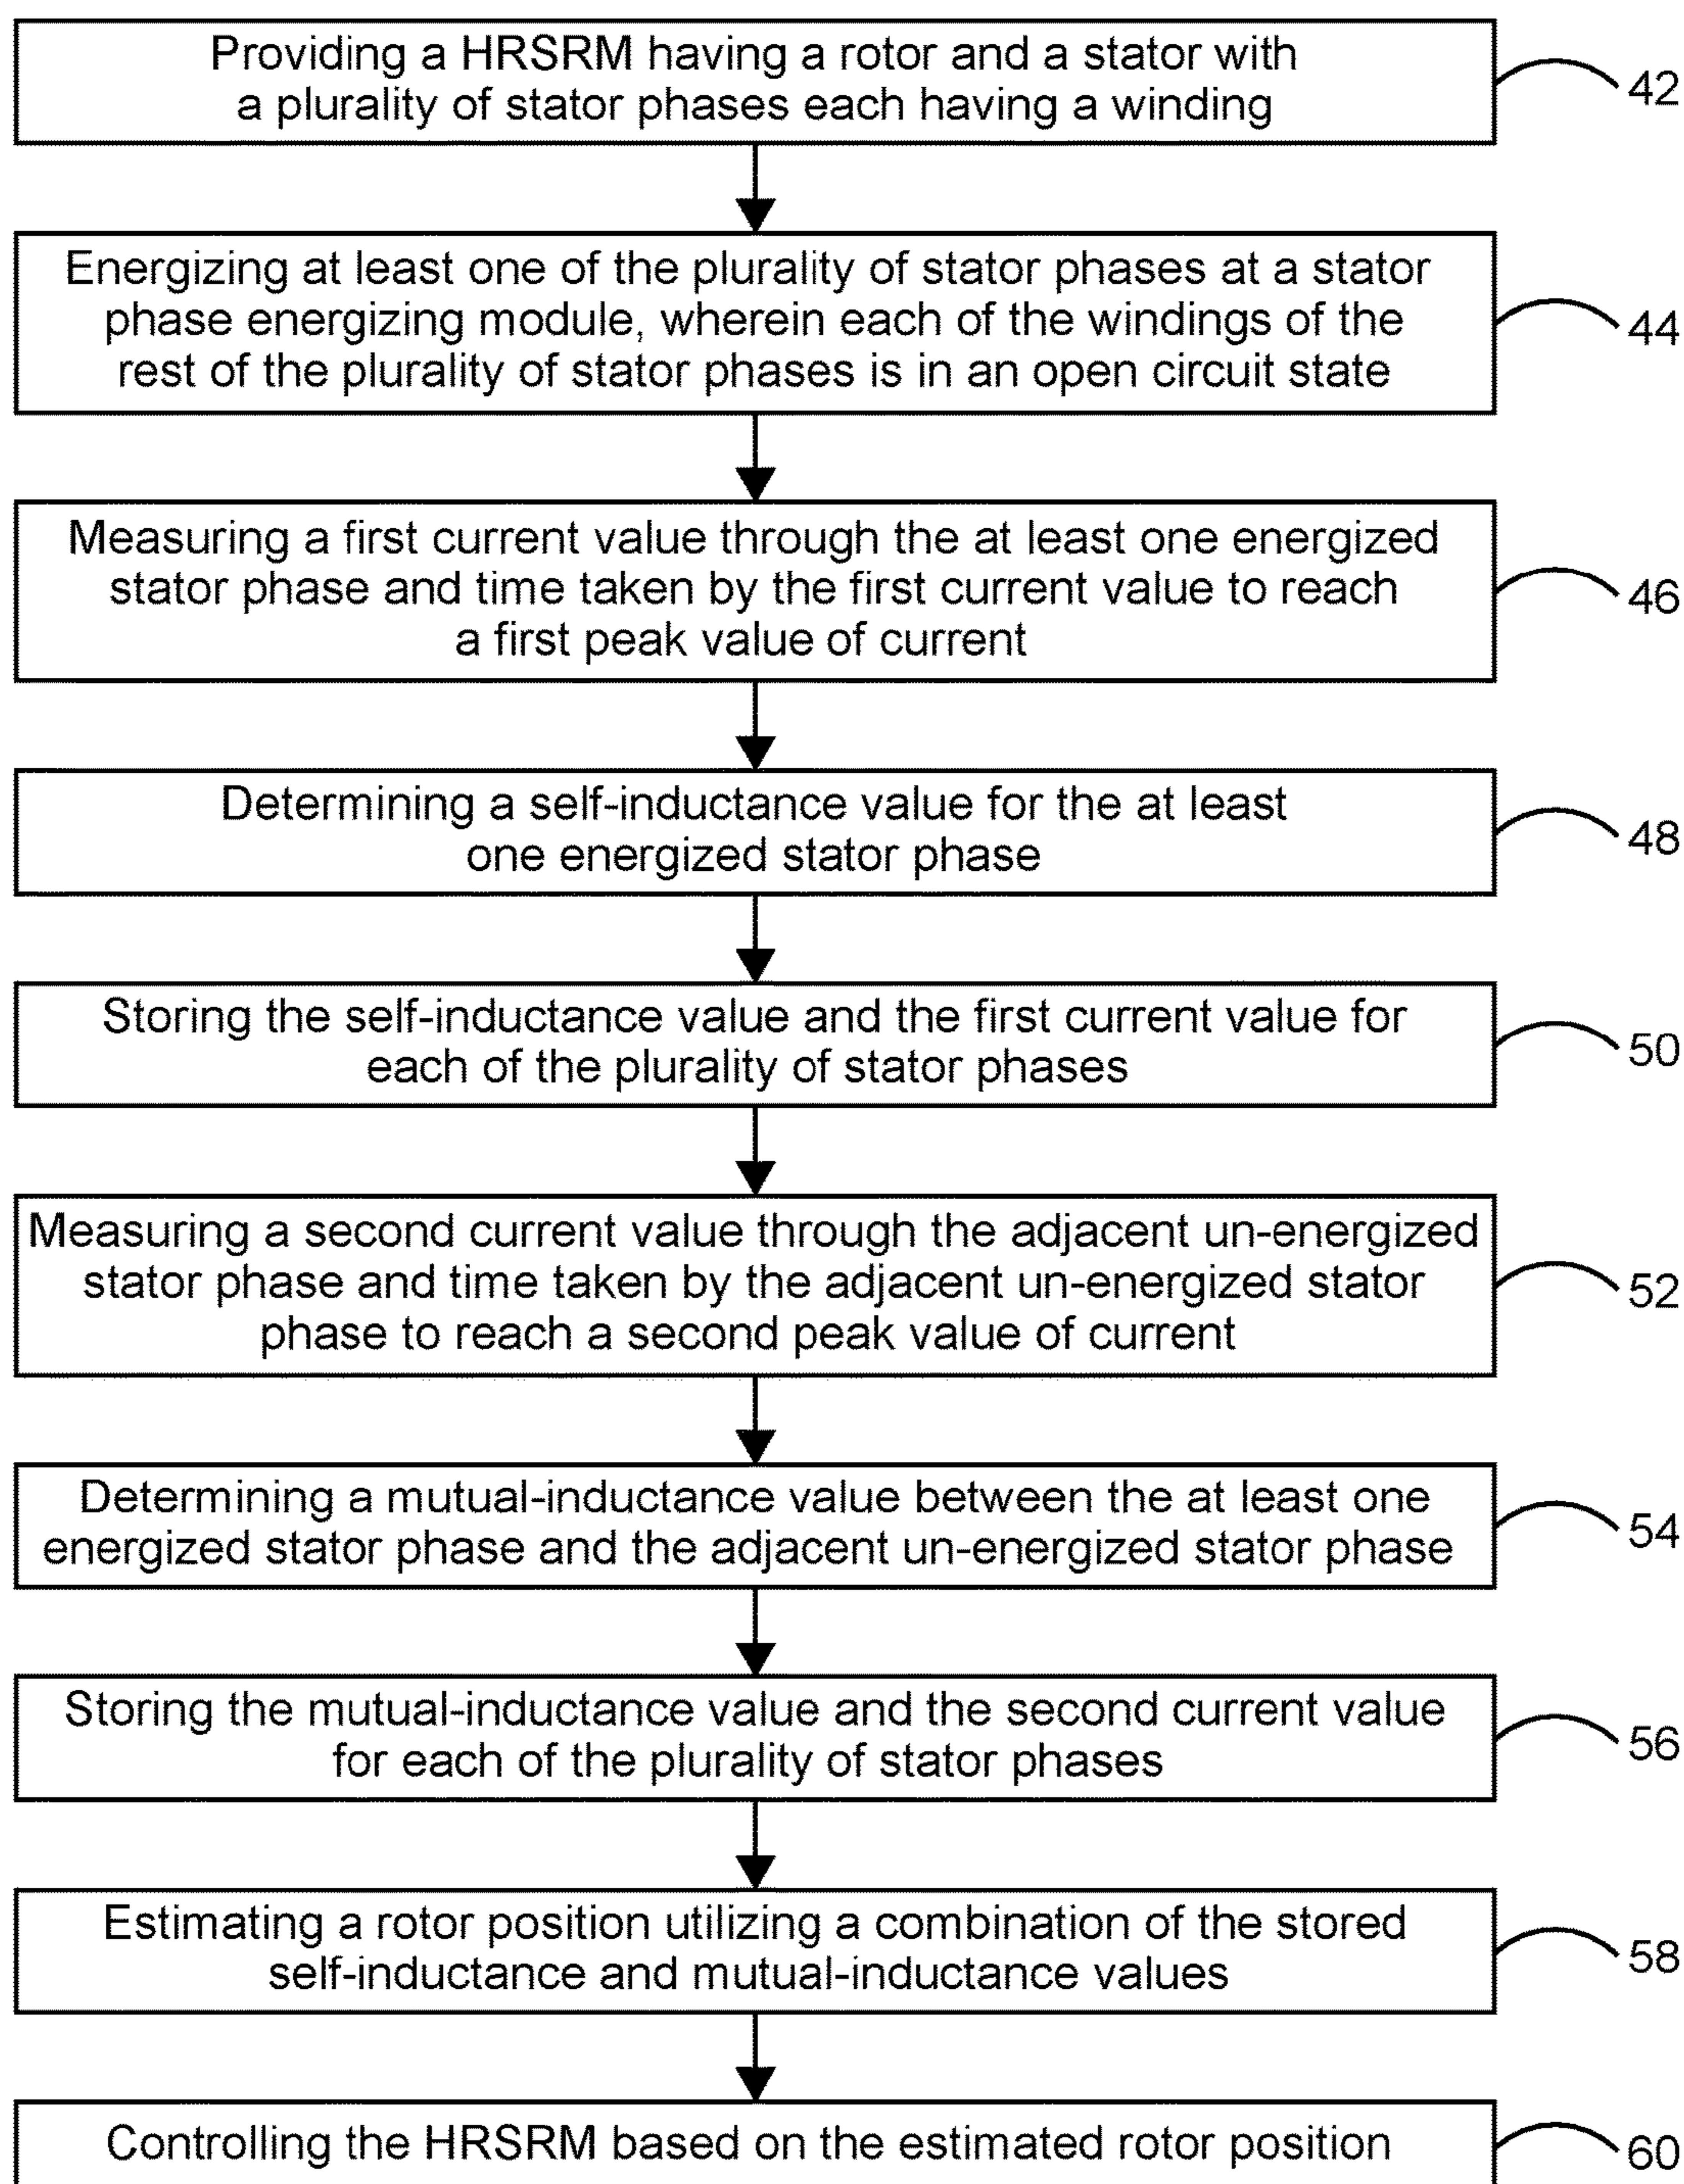 Providing a HRSRM having a rotor and a stator with
a plurality of stator phases each having a winding
42
Energizing at least one of the plurality of stator phases at a stator
phase energizing module, wherein each of the windings of the
rest of the plurality of stator phases is in an open circuit state
44
Measuring a first current value through the at least one energized
stator phase and time taken by the first current value to reach
a first peak value of current
46
Determining a self-inductance value for the at least
one energized stator phase
48
Storing the self-inductance value and the first current value for
each of the plurality of stator phases
50
Measuring a second current value through the adjacent un-energized
stator phase and time taken by the adjacent un-energized stator
phase to reach a second peak value of current
52
Determining a mutual-inductance value between the at least one
energized stator phase and the adjacent un-energized stator phase
54
Storing the mutual-inductance value and the second current value
for each of the plurality of stator phases
56
Estimating a rotor position utilizing a combination of the stored
self-inductance and mutual-inductance values
58
Controlling the HRSRM based on the estimated rotor position
60